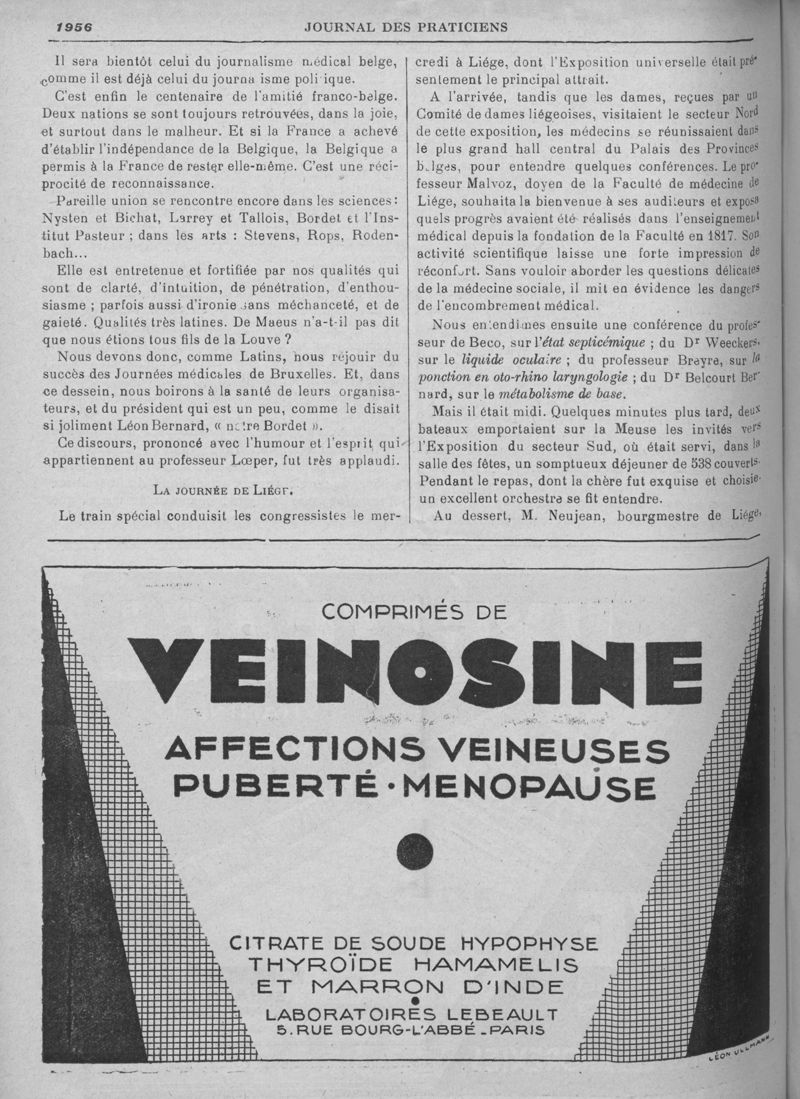 1956
JOURNAL DES PRATICIENS
Il sera bientôt celui du journalisme médical belge,
comme il est déjà celui du journa isme poli ique.
C'est enfin le centenaire de l'amitié franco-belge.
Deux nations se sont toujours retrouvées, dans la joie,
et surtout dans le malheur. Et si la France a achevé
d'établir l'indépendance de la Belgique, la Belgique a
permis à la France de rester elle-même. C'est une réci-
procité de reconnaissance.
Pareille union se rencontre encore dans les sciences:
Nysten et Bichat, Larrey et Tallois, Bordet et l'Ins-
titut Pasteur ; dans les arts : Stevens, Rops, Roden-
bach...
Elle est entretenue et fortifiée par nos qualités qui
sont de clarté, d'intuition, de pénétration, d'enthou-
siasme ; parfois aussi d'ironie sans méchanceté, et de
gaieté. Qualités très latines. De Maeus n'a-t-il pas dit
que nous étions tous fils de la Louve ?
Nous devons donc, comme Latins, nous réjouir du
succès des Journées médicales de Bruxelles. Et, dans
ce dessein, nous boirons à la santé de leurs organisa-
teurs, et du président qui est un peu, comme le disait
si joliment Léon Bernard, « notre Bordet ».
Ce discours, prononcé avec l'humour et l'esprit qui
appartiennent au professeur Lœper, fut très applaudi.
LA JOURNÉE DE LIÉGE.
Le train spécial conduisit les congressistes le mer-
credi à Liége, dont l'Exposition universelle était pré-
sentement le principal attrait.
A l'arrivée, tandis que les dames, reçues par un
Comité de dames liégeoises, visitaient le secteur Nord
de cette exposition, les médecins se réunissaient dans
le plus grand hall central du Palais des Provinces
belges, pour entendre quelques conférences. Le pro-
fesseur Malvoz, doyen de la Faculté de médecine de
Liége, souhaita la bienvenue à ses auditeurs et exposa
quels progrès avaient été réalisés dans l'enseignement
médical depuis la fondation de la Faculté en 1817. Son
activité scientifique laisse une forte impression de
réconfort. Sans vouloir aborder les questions délicates
de la médecine sociale, il mit en évidence les dangers
de l'encombrement médical.
Nous entendîmes ensuite une conférence du profes-
seur de Beco, sur l'état septicémique ; du Dr Weeckers,
sur le liquide oculaire ; du professeur Breyre, sur la
ponction en oto-rhino laryngologie ; du Dr Belcourt Ber-
nard, sur le métabolisme de base.
Mais il était midi. Quelques minutes plus tard, deux
bateaux emportaient sur la Meuse les invités vers
l'Exposition du secteur Sud, où était servi, dans la
salle des fêtes, un somptueux déjeuner de 538 couverts.
Pendant le repas, dont la chère fut exquise et choisie,
un excellent orchestre se fit entendre.
Au dessert, M. Neujean, bourgmestre de Liége,
COMPRIMÉS DE
VEINOSINE
AFFECTIONS VEINEUSES
PUBERTÉ · MENOPAUSE
CITRATE DE SOUDE HYPOPHYSE
THYROÏDE HAMAMELIS
ET MARRON D'INDE
LABORATOIRES LEBEAULT
5. RUE BOURG-L'ABBÉ - PARIS
LÉON ULLMANN